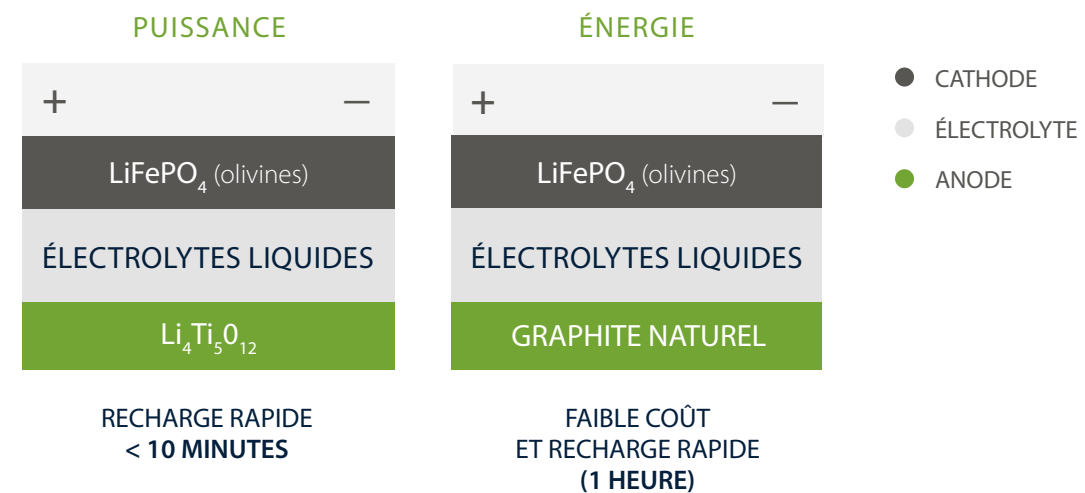 PUISSANCE
+ —
LiFePO₄ (olivines)
ÉLECTROLYTES LIQUIDES
Li₄Ti₅0₁₂
RECHARGE RAPIDE
< 10 MINUTES
ÉNERGIE
+ —
LiFePO₄ (olivines)
ÉLECTROLYTES LIQUIDES
GRAPHITE NATUREL
FAIBLE COÛT
ET RECHARGE RAPIDE
(1 HEURE)
CATHODE
ÉLECTROLYTE
ANODE